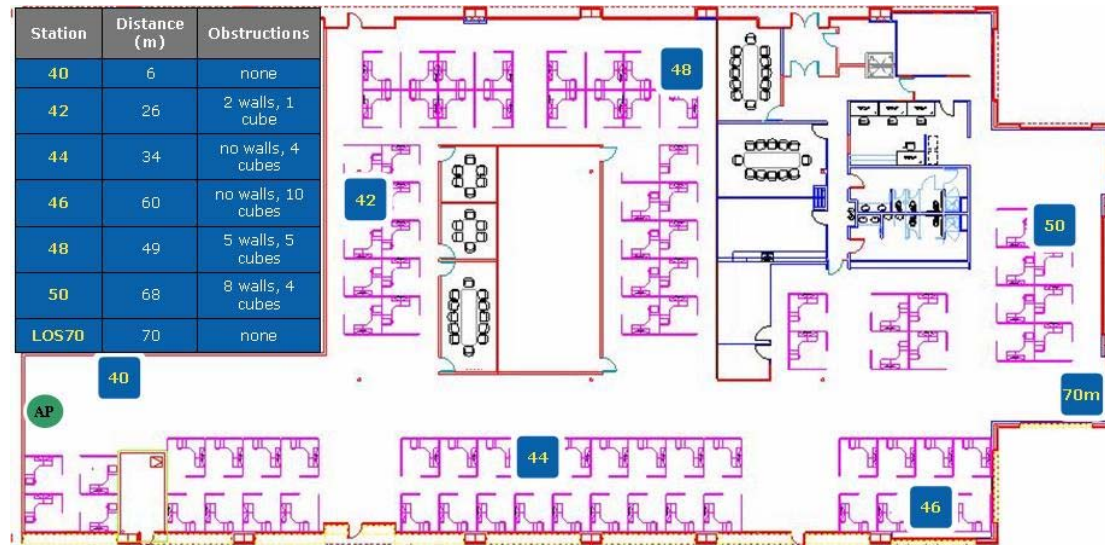 Station Distance (m) Obstructions
40 6 none
42 26 2 walls, 1 cube
44 34 no walls, 4 cubes
46 60 no walls, 10 cubes
48 49 5 walls, 5 cubes
50 68 8 walls, 4 cubes
LOS70 70 none
48
42
50
40
70m
AP
44
46